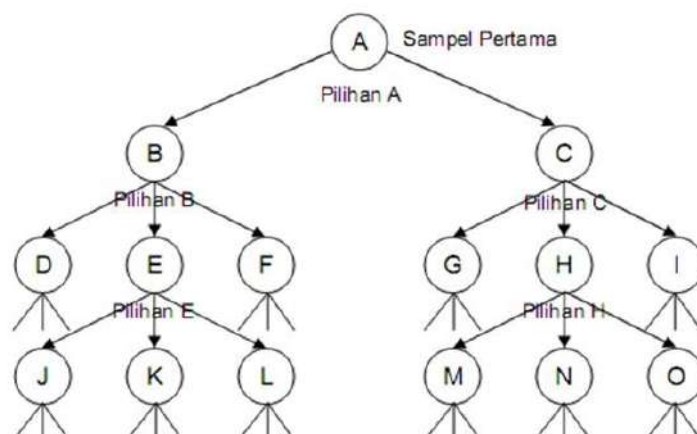 A Sampel Pertama
Pilihan A
B C
Pilihan B Pilihan C
D E F G H I
Pilihan E Pilihan H
J K L M N O